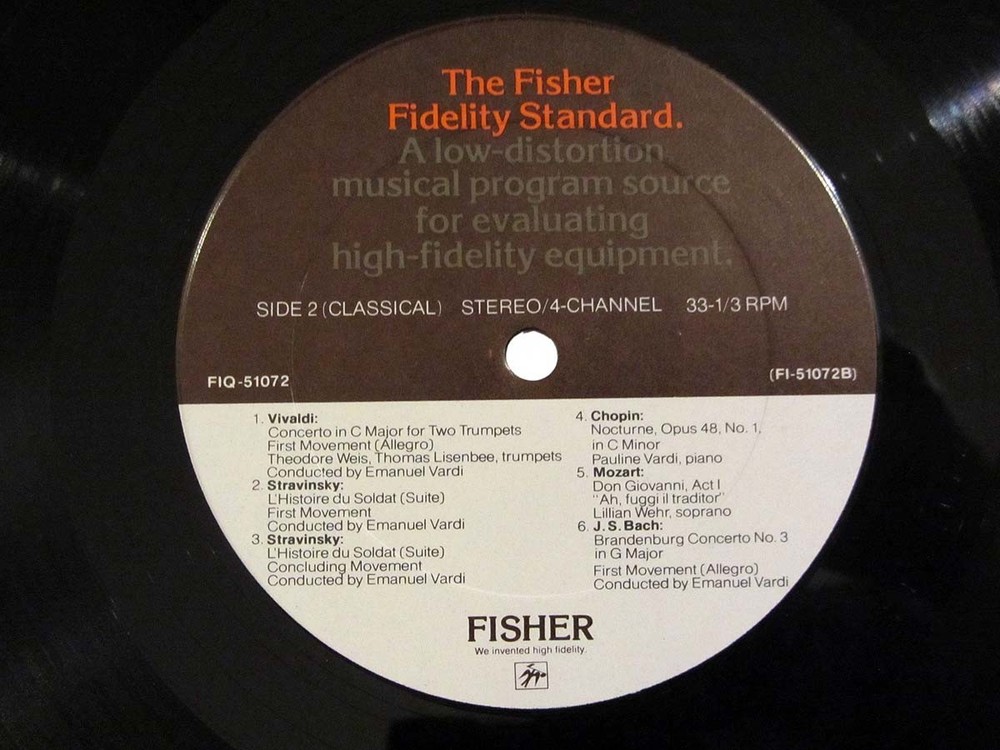 The Fisher
Fidelity Standard.
A low-distortion
musical program source
for evaluating
high-fidelity equipment.
SIDE 2 (CLASSICAL) STEREO/4-CHANNEL 33-1/3 RPM
FIQ-51072
(FI-51072B)
1. Vivaldi:
Concerto in C Major for Two Trumpets
First Movement (Allegro)
Theodore Weis, Thomas Lisenbee, trumpets
Conducted by Emanuel Vardi
2. Stravinsky:
L'Histoire du Soldat (Suite)
First Movement
Conducted by Emanuel Vardi
3. Stravinsky:
L'Histoire du Soldat (Suite)
Concluding Movement
Conducted by Emanuel Vardi
4. Chopin:
Nocturne, Opus 48, No. 1,
in C Minor
Pauline Vardi, piano
5. Mozart:
Don Giovanni, Act I
"Ah, fuggi il traditor"
Lillian Wehr, soprano
6. J.S. Bach:
Brandenburg Concerto No. 3
in G Major
First Movement (Allegro)
Conducted by Emanuel Vardi
FISHER
We invented high fidelity.